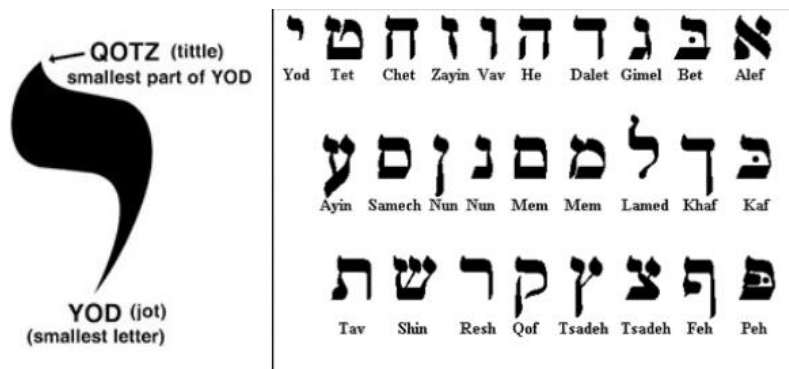 QOTZ (tittle)
smallest part of YOD
YOD (jot)
(smallest letter)
א בּ ג ד ה ו ז ח ט י
Yod Tet Chet Zayin Vav He Dalet Gimel Bet Alef
כּ ך ל מ ם נ ן ס ע
Ayin Samech Nun Nun Mem Mem Lamed Khaf Kaf
פּ ף צ ץ ק ר ש ת
Tav Shin Resh Qof Tsadeh Tsadeh Feh Peh